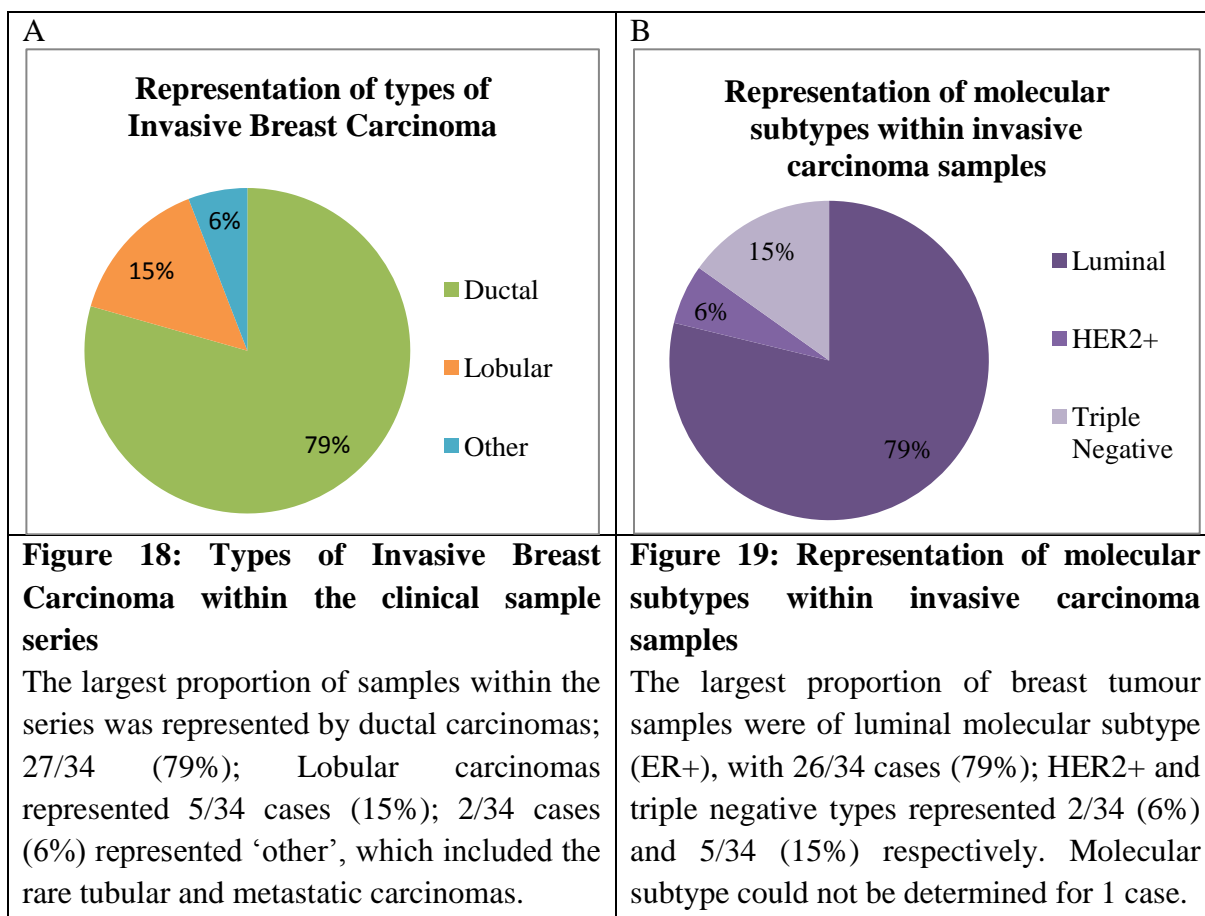 A
Representation of types of
Invasive Breast Carcinoma
6%
15%
79%
Ductal
Lobular
Other
Figure 18: Types of Invasive Breast
Carcinoma within the clinical sample
series
The largest proportion of samples within the
series was represented by ductal carcinomas;
27/34 (79%); Lobular carcinomas
represented 5/34 cases (15%); 2/34 cases
(6%) represented ‘other’, which included the
rare tubular and metastatic carcinomas.
B
Representation of molecular
subtypes within invasive
carcinoma samples
15%
6%
79%
Luminal
HER2+
Triple
Negative
Figure 19: Representation of molecular
subtypes within invasive carcinoma
samples
The largest proportion of breast tumour
samples were of luminal molecular subtype
(ER+), with 26/34 cases (79%); HER2+ and
triple negative types represented 2/34 (6%)
and 5/34 (15%) respectively. Molecular
subtype could not be determined for 1 case.